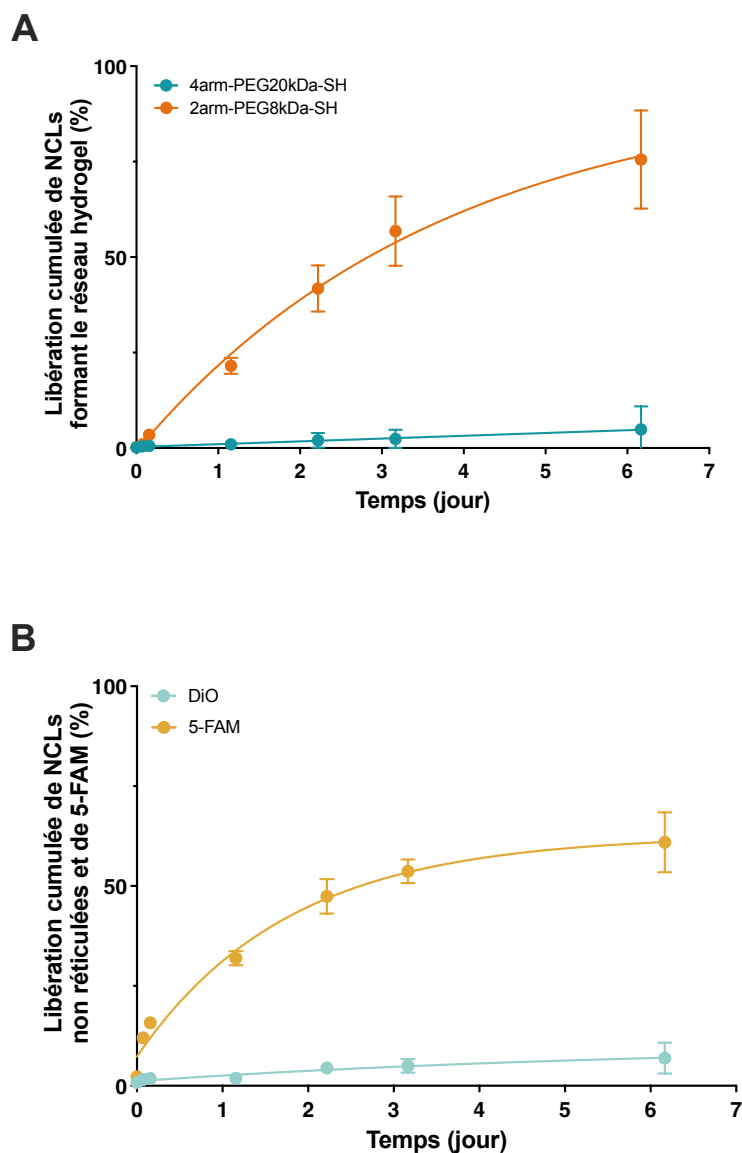 A
Libération cumulée de NCLs
formant le réseau hydrogel (%)
100
50
0
4arm-PEG20kDa-SH
2arm-PEG8kDa-SH
0 1 2 3 4 5 6 7
Temps (jour)
B
Libération cumulée de NCLs
non réticulées et de 5-FAM (%)
100
50
0
DiO
5-FAM
0 1 2 3 4 5 6 7
Temps (jour)